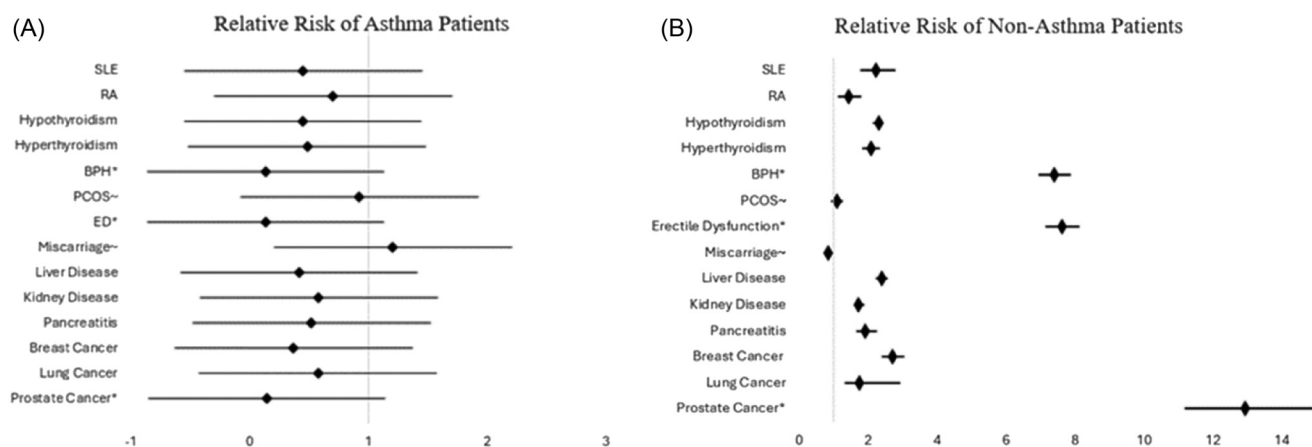 (A)
Relative Risk of Asthma Patients
SLE
RA
Hypothyroidism
Hyperthyroidism
BPH*
PCOS~
ED*
Miscarriage~
Liver Disease
Kidney Disease
Pancreatitis
Breast Cancer
Lung Cancer
Prostate Cancer*
-1 0 1 2 3
(B)
Relative Risk of Non-Asthma Patients
SLE
RA
Hypothyroidism
Hyperthyroidism
BPH*
PCOS~
Erectile Dysfunction*
Miscarriage~
Liver Disease
Kidney Disease
Pancreatitis
Breast Cancer
Lung Cancer
Prostate Cancer*
0 2 4 6 8 10 12 14